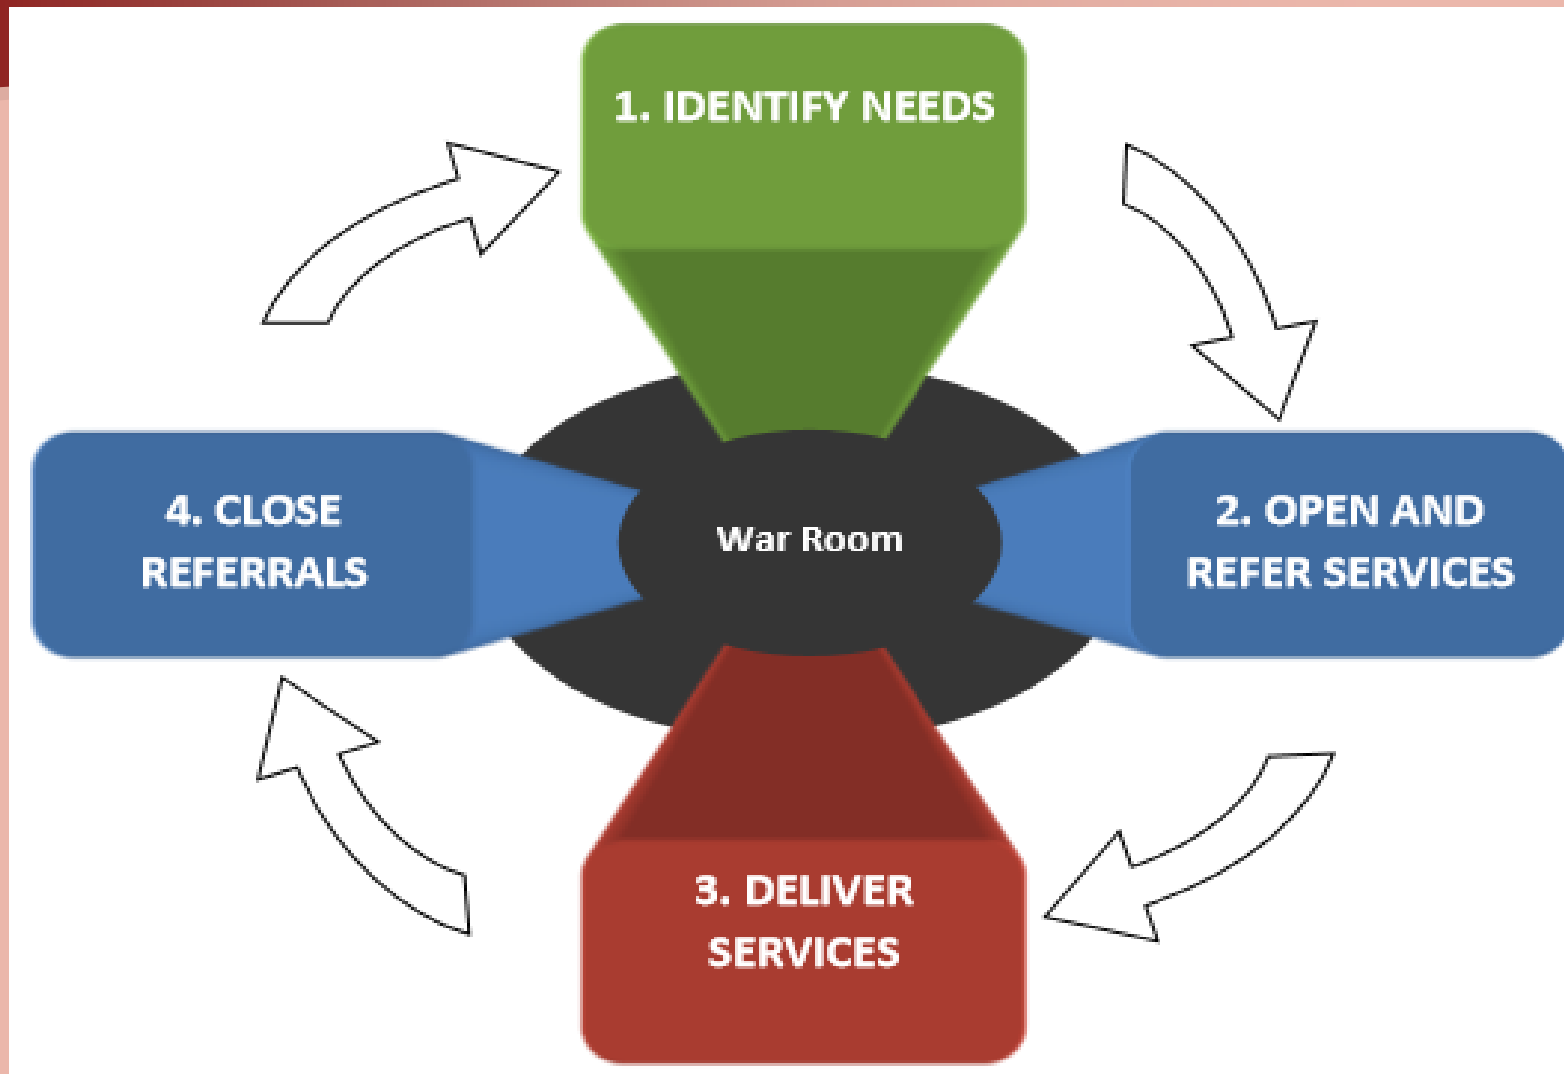 1. IDENTIFY NEEDS
2. OPEN AND
REFER SERVICES
3. DELIVER
SERVICES
4. CLOSE
REFERRALS
War Room